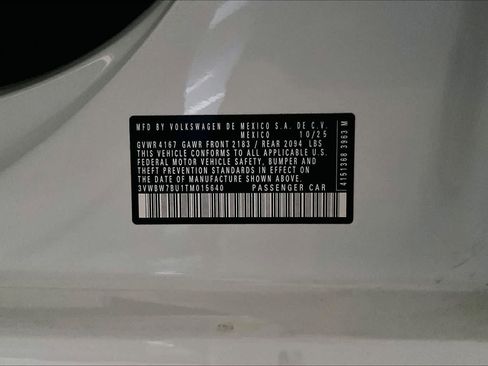 MFD BY VOLKSWAGEN DE MEXICO S.A. DE C.V.
MEXICO 10/25
GVWR 4167 GAWR FRONT 2183 / REAR 2094 LBS
THIS VEHICLE CONFORMS TO ALL APPLICABLE U.S.
FEDERAL MOTOR VEHICLE SAFETY, BUMPER AND
THEFT PREVENTION STANDARDS IN EFFECT ON
THE DATE OF MANUFACTURE SHOWN ABOVE
3VWBW7BU1TM015640 PASSENGER CAR
4151368 3963 M